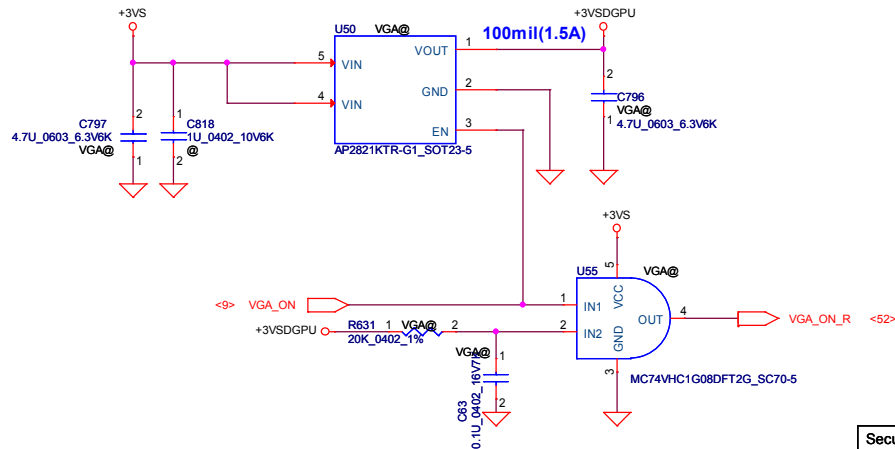 +3VS
+3VSDGPU
U50
VGA@
100mil(1.5A)
5
VIN
VOUT
1
4
VIN
GND
2
EN
3
AP2821KTR-G1_SOT23-5
C797
4.7U_0603_6.3V6K
VGA@
2
1
C818
1U_0402_10V6K
@
1
2
2
C796
VGA@
4.7U_0603_6.3V6K
1
+3VS
U55
VGA@
5
<9>
VGA_ON
1
IN1
VCC
OUT
4
VGA_ON_R
<52>
+3VSDGPU
R631
1
VGA@
2
20K_0402_1%
2
IN2
GND
3
MC74VHC1G08DFT2G_SC70-5
VGA@
1
2
C63
Secu